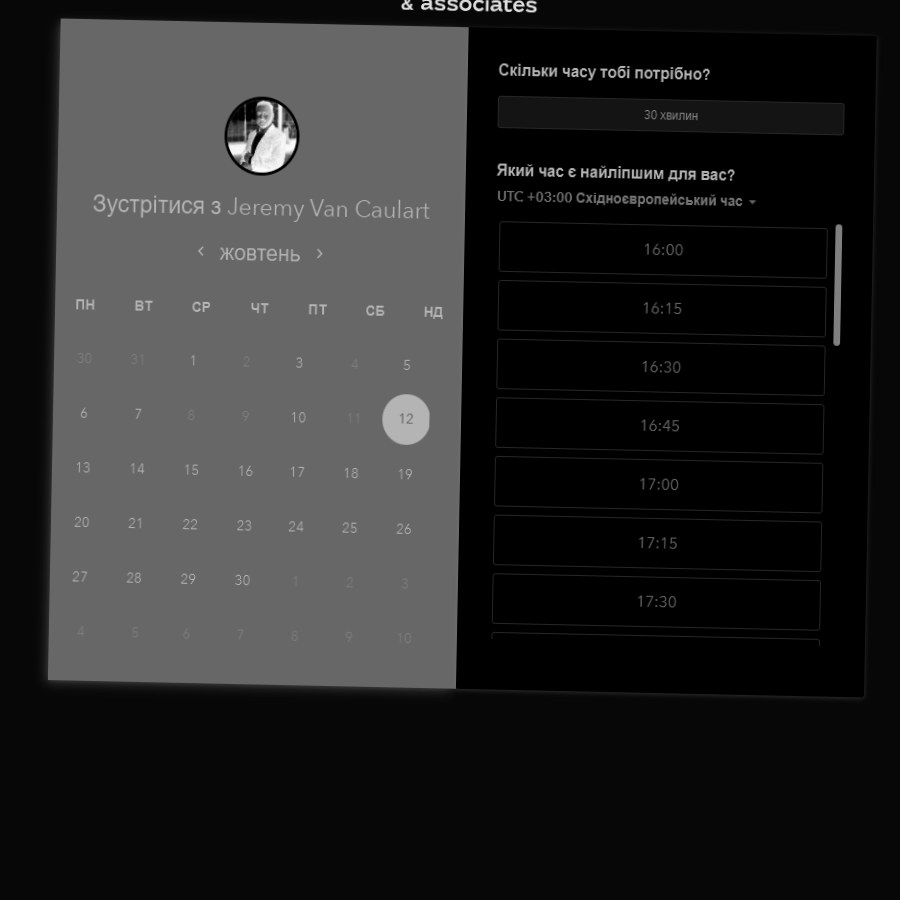 & associates
Зустрітися з Jeremy Van Caulart
жовтень
ПН ВТ СР ЧТ ПТ СБ НД
30 31 1 2 3 4 5
6 7 8 9 10 11 12
13 14 15 16 17 18 19
20 21 22 23 24 25 26
27 28 29 30 1 2 3
4 5 6 7 8 9 10
Скільки часу тобі потрібно?
30 хвилин
Який час є найліпшим для вас?
UTC +03:00 Східноєвропейський час
16:00
16:15
16:30
16:45
17:00
17:15
17:30